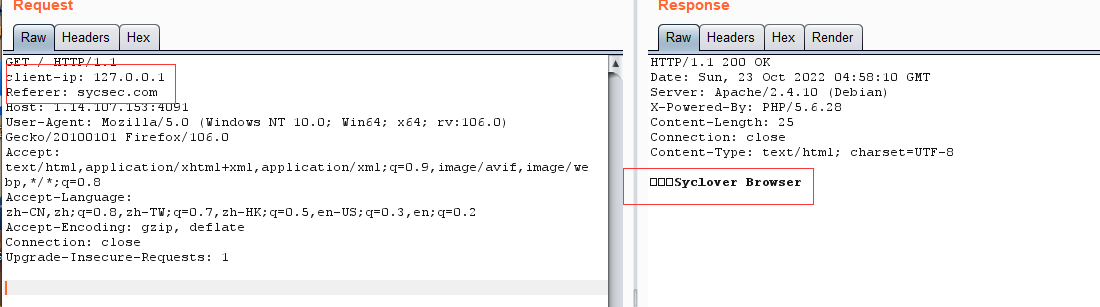 Request
Raw Headers Hex
GET / HTTP/1.1
client-ip: 127.0.0.1
Referer: sycsec.com
Host: 1.14.107.153:4091
User-Agent: Mozilla/5.0 (Windows NT 10.0; Win64; x64; rv:106.0)
Gecko/20100101 Firefox/106.0
Accept:
text/html,application/xhtml+xml,application/xml;q=0.9,image/avif,image/we
bp,*/*;q=0.8
Accept-Language:
zh-CN,zh;q=0.8,zh-TW;q=0.7,zh-HK;q=0.5,en-US;q=0.3,en;q=0.2
Accept-Encoding: gzip, deflate
Connection: close
Upgrade-Insecure-Requests: 1
Response
Raw Headers Hex Render
HTTP/1.1 200 OK
Date: Sun, 23 Oct 2022 04:58:10 GMT
Server: Apache/2.4.10 (Debian)
X-Powered-By: PHP/5.6.28
Content-Length: 25
Connection: close
Content-Type: text/html; charset=UTF-8
□□□Syclover Browser